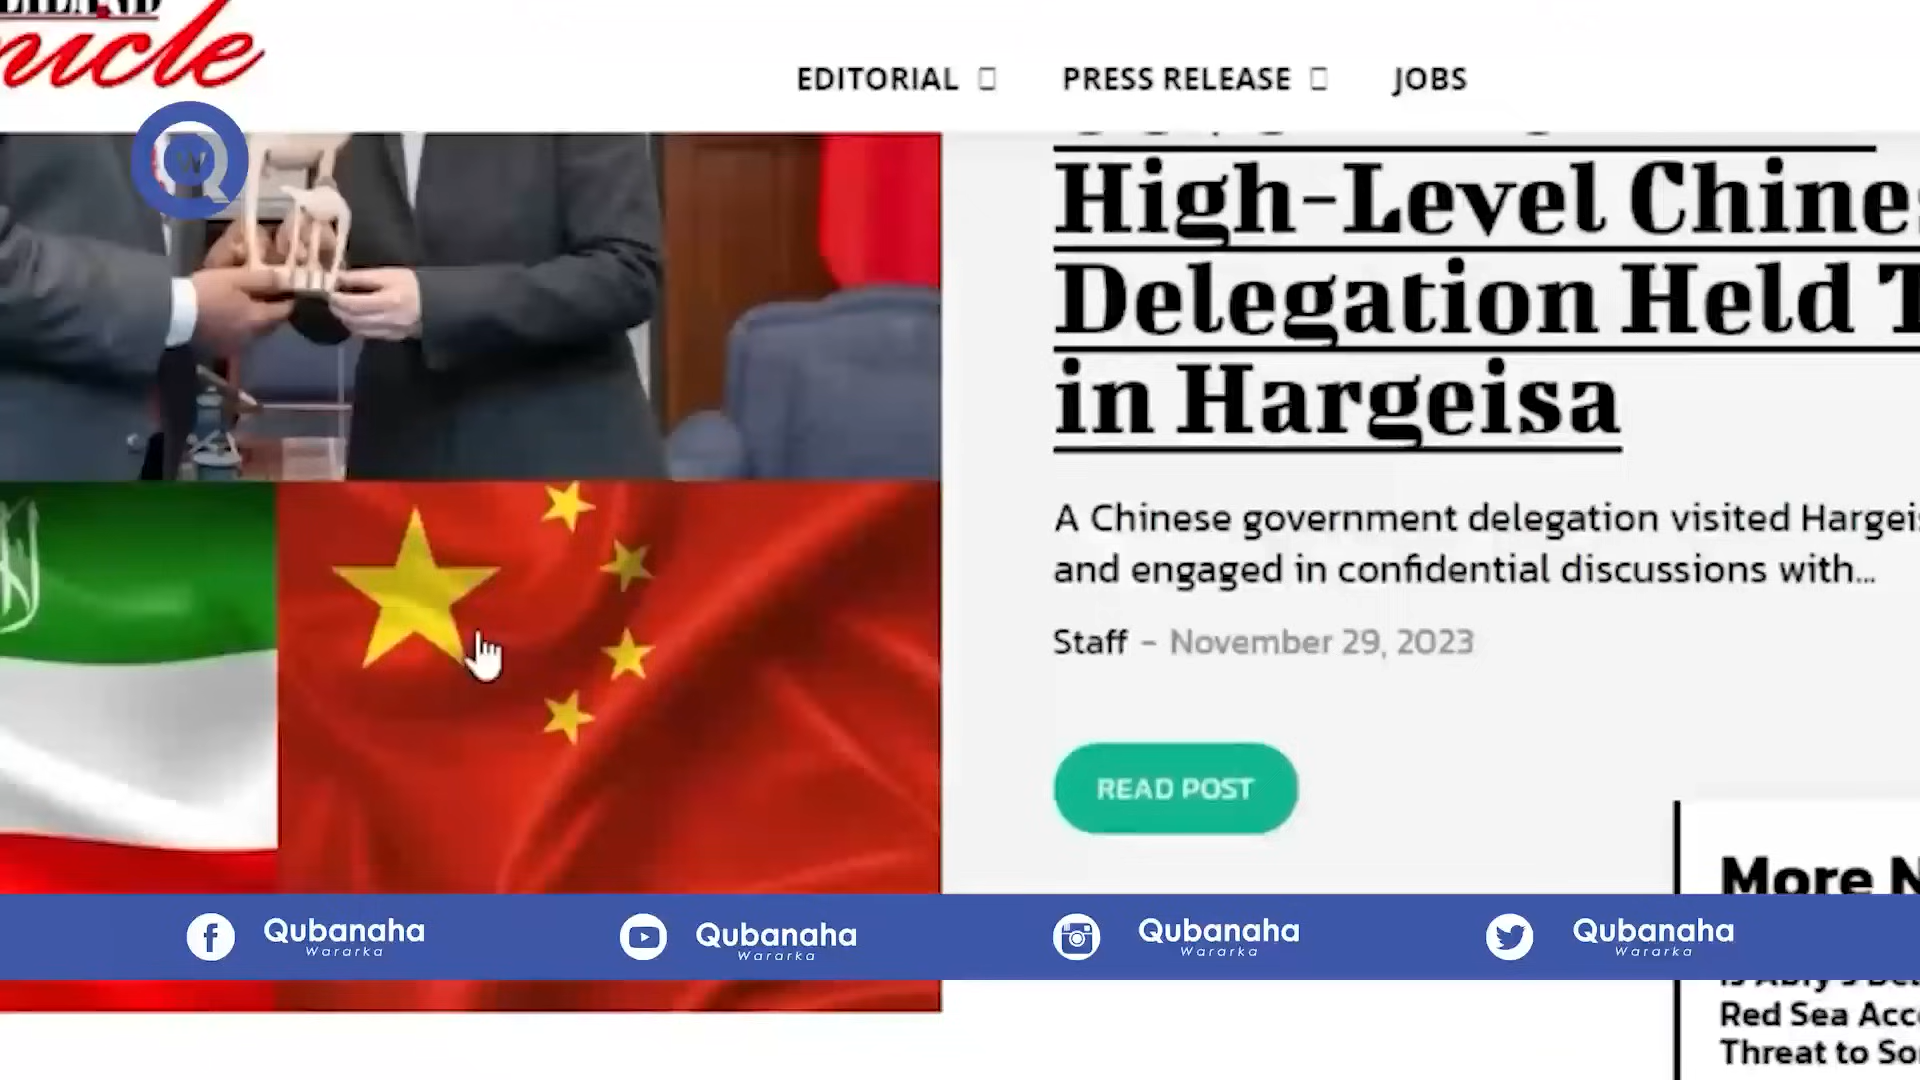 nicle
EDITORIAL
PRESS RELEASE
JOBS
High-Level Chine
Delegation Held T
in Hargeisa
A Chinese government delegation visited Hargei
and engaged in confidential discussions with...
Staff – November 29, 2023
READ POST
More N
Qubanaha
Wararka
Qubanaha
Wararka
Qubanaha
Wararka
Qubanaha
Wararka
Red Sea Acc
Threat to So